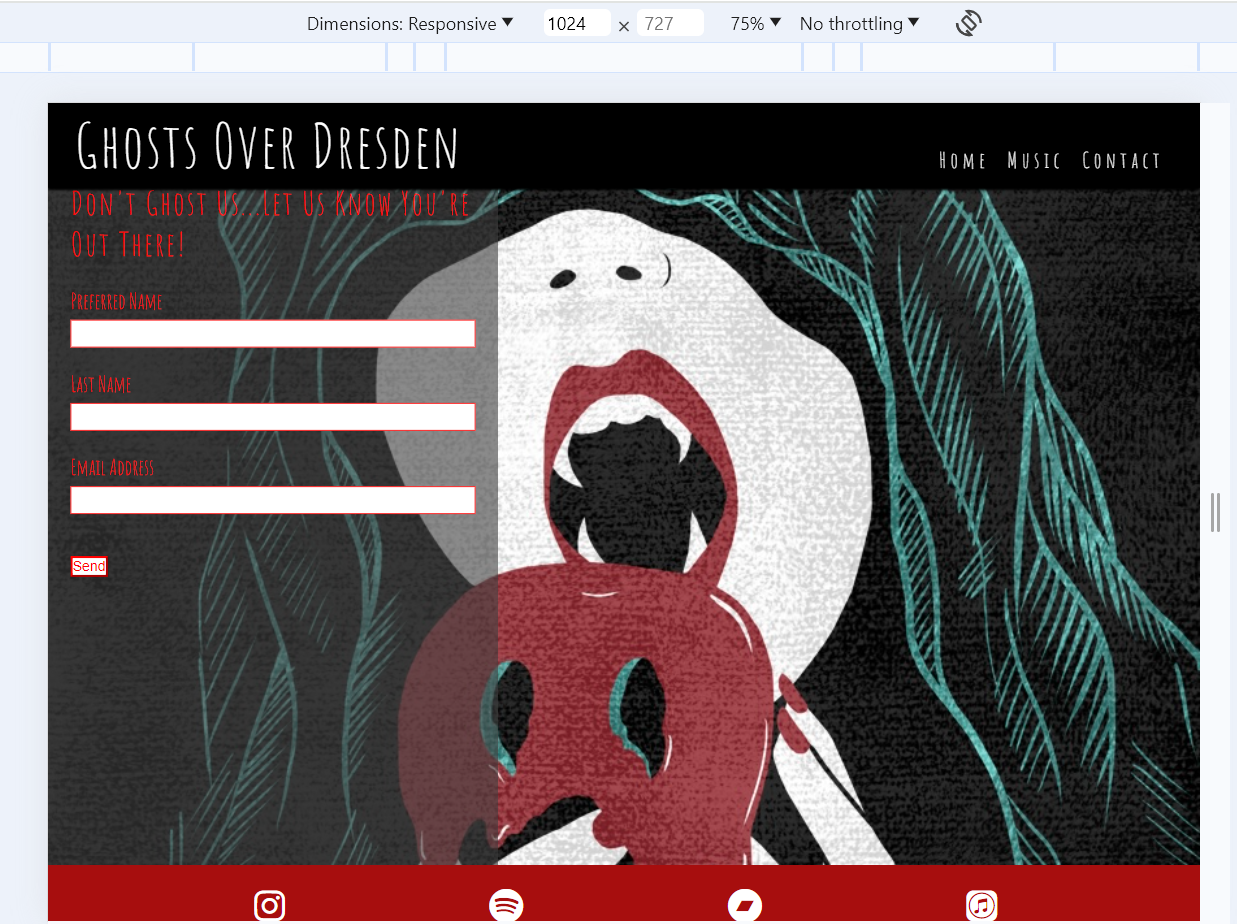 Dimensions: Responsive ▼ 1024 × 727 75% ▼ No throttling ▼
Ghosts Over Dresden
Home Music Contact
Don't Ghost Us...Let Us Know You're
Out There!
Preferred Name
Last Name
Email Address
Send